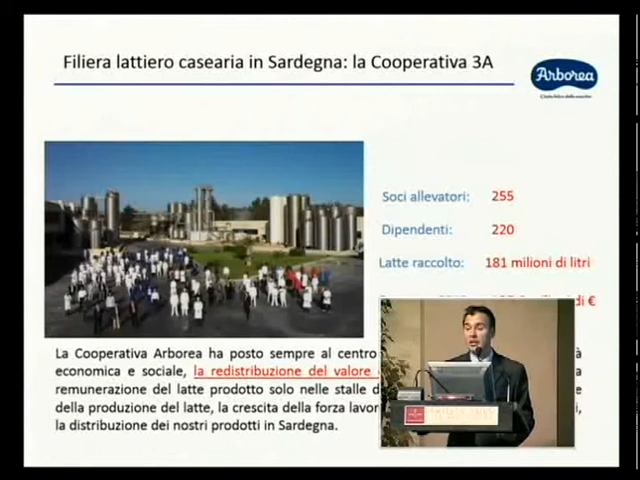 Filiera lattiero casearia in Sardegna: la Cooperativa 3A
Arborea
Soci allevatori: 255
Dipendenti: 220
Latte raccolto: 181 milioni di litri
di €
La Cooperativa Arborea ha posto sempre al centro
economica e sociale, la redistribuzione del valore
remunerazione del latte prodotto solo nelle stalle
della produzione del latte, la crescita della forza
la distribuzione dei nostri prodotti in Sardegna.